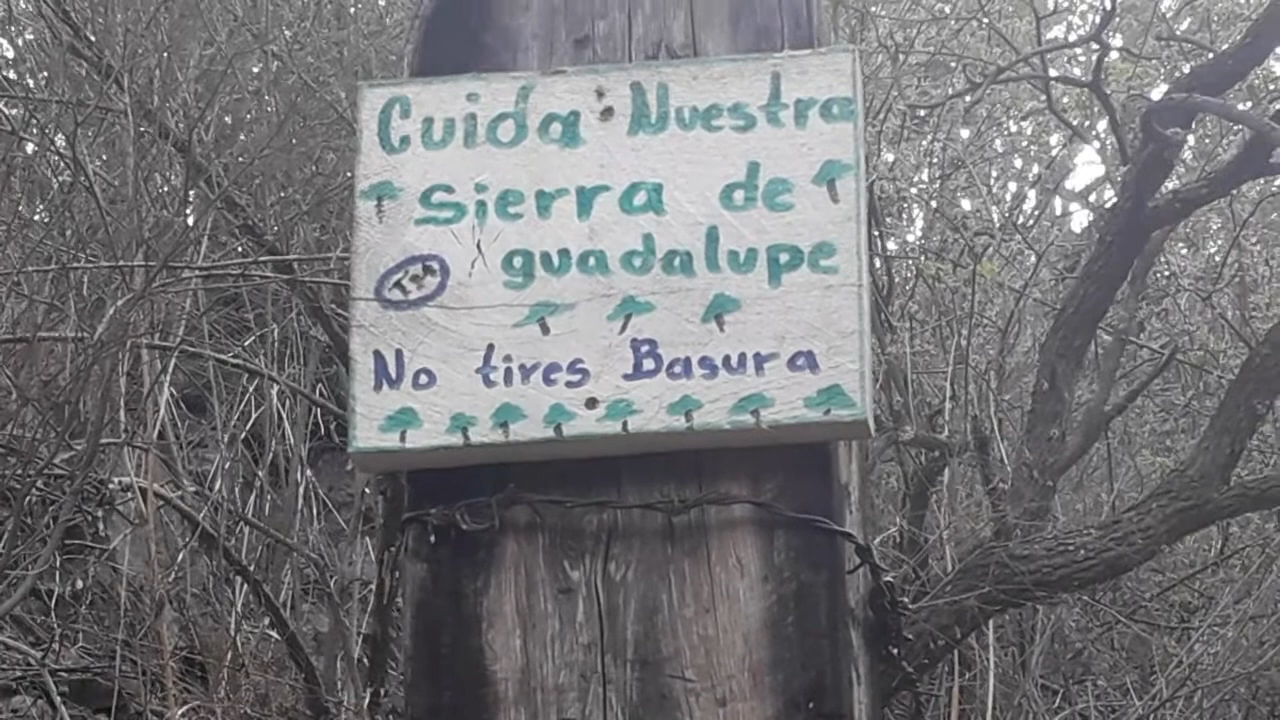 Cuida Nuestra
sierra de
guadalupe
No tires Basura